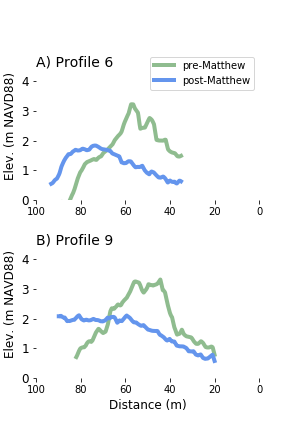 A) Profile 6
pre-Matthew
post-Matthew
Elev. (m NAVD88)
4
3
2
1
0
100 80 60 40 20 0
B) Profile 9
Elev. (m NAVD88)
4
3
2
1
0
100 80 60 40 20 0
Distance (m)